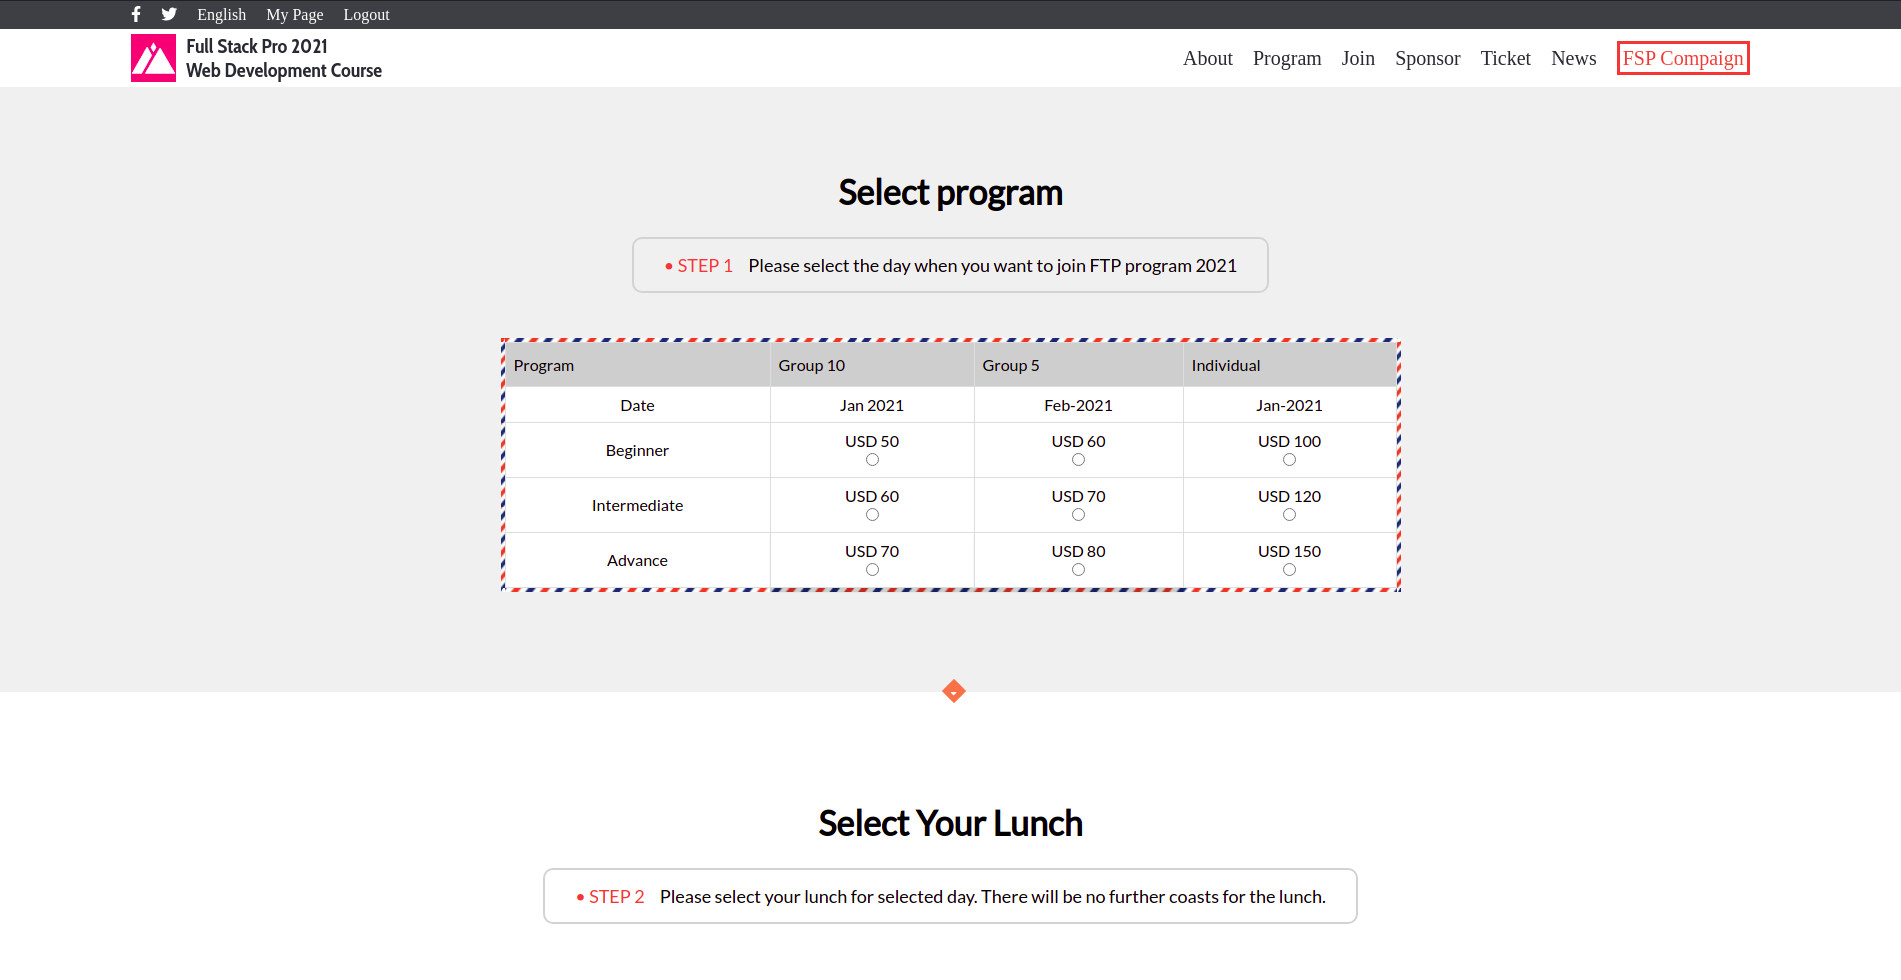 English My Page Logout
Full Stack Pro 2021
Web Development Course
About Program Join Sponsor Ticket News FSP Compaign
Select program
• STEP 1 Please select the day when you want to join FTP program 2021
Program Group 10 Group 5 Individual
Date Jan 2021 Feb-2021 Jan-2021
Beginner USD 50 USD 60 USD 100
Intermediate USD 60 USD 70 USD 120
Advance USD 70 USD 80 USD 150
Select Your Lunch
• STEP 2 Please select your lunch for selected day. There will be no further coasts for the lunch.